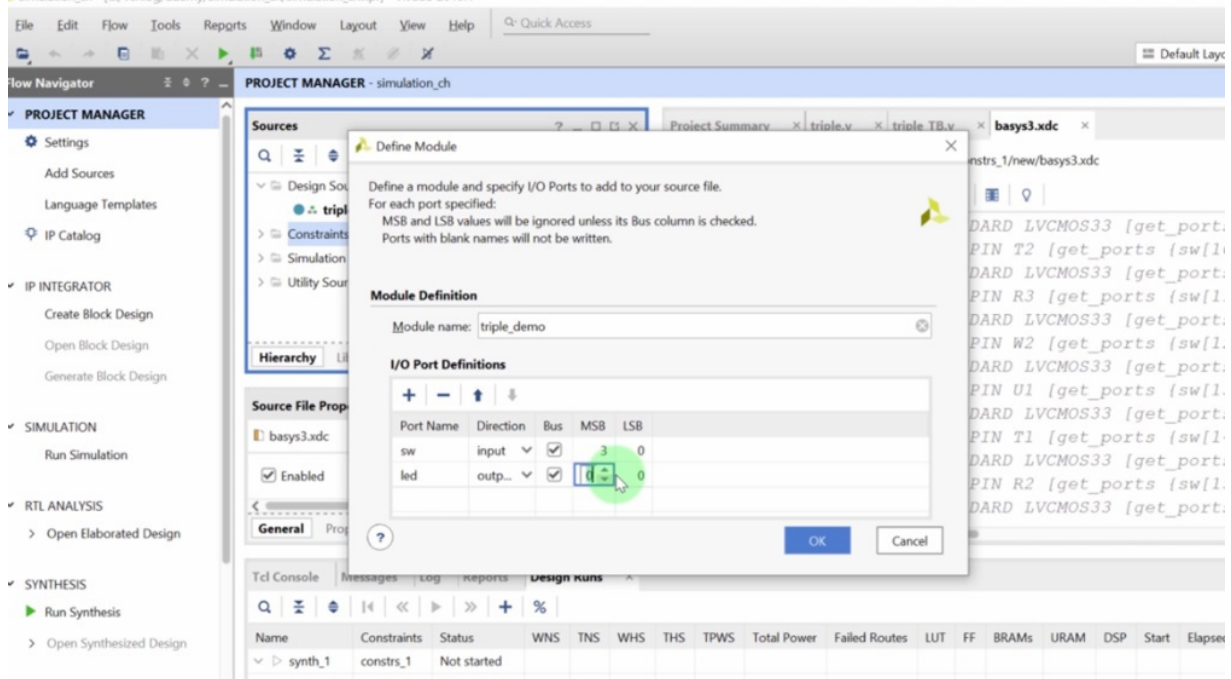 File Edit Flow Tools Reports Window Layout View Help Quick Access
Default Layo
Flow Navigator
PROJECT MANAGER - simulation_ch
PROJECT MANAGER
Settings
Add Sources
Language Templates
IP Catalog
IP INTEGRATOR
Create Block Design
Open Block Design
Generate Block Design
SIMULATION
Run Simulation
RTL ANALYSIS
Open Elaborated Design
SYNTHESIS
Run Synthesis
Open Synthesized Design
Sources
Design Sou
tripl
Constraints
Simulation
Utility Sour
Hierarchy Li
Source File Prop
basys3.xdc
Enabled
General Prop
Project Summary triple.v triple_TB.v basys3.xdc
nstrs_1/new/basys3.xdc
DARD LVCMOS33 [get_port
PIN T2 [get_ports {sw[1
DARD LVCMOS33 [get_port
PIN R3 [get_ports {sw[1
DARD LVCMOS33 [get_port
PIN W2 [get_ports {sw[1
DARD LVCMOS33 [get_port
PIN U1 [get_ports {sw[1
DARD LVCMOS33 [get_port
PIN T1 [get_ports {sw[1
DARD LVCMOS33 [get_port
PIN R2 [get_ports {sw[1
DARD LVCMOS33 [get_port
Define Module
Define a module and specify I/O Ports to add to your source file.
For each port specified:
MSB and LSB values will be ignored unless its Bus column is checked.
Ports with blank names will not be written.
Module Definition
Module name: triple_demo
I/O Port Definitions
Port Name Direction Bus MSB LSB
sw input 3 0
led outp... 0 0
OK Cancel
Tcl Console Messages Log Reports Design Runs
Name Constraints Status WNS TNS WHS THS TPWS Total Power Failed Routes LUT FF BRAMs URAM DSP Start Elapsed
synth_1 constrs_1 Not started